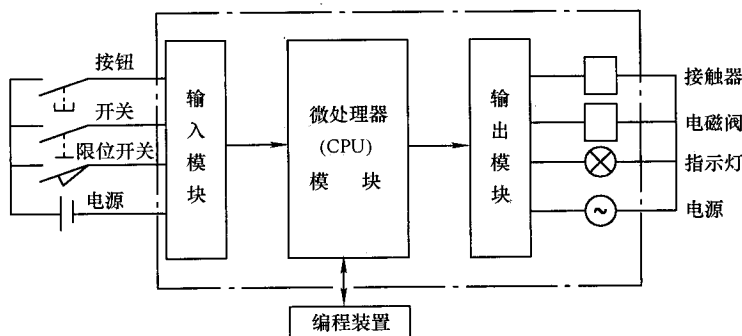 按钮
开关
限位开关
电源
输入模块
微处理器
(CPU)
模 块
输出模块
接触器
电磁阀
指示灯
电源
~
编程装置